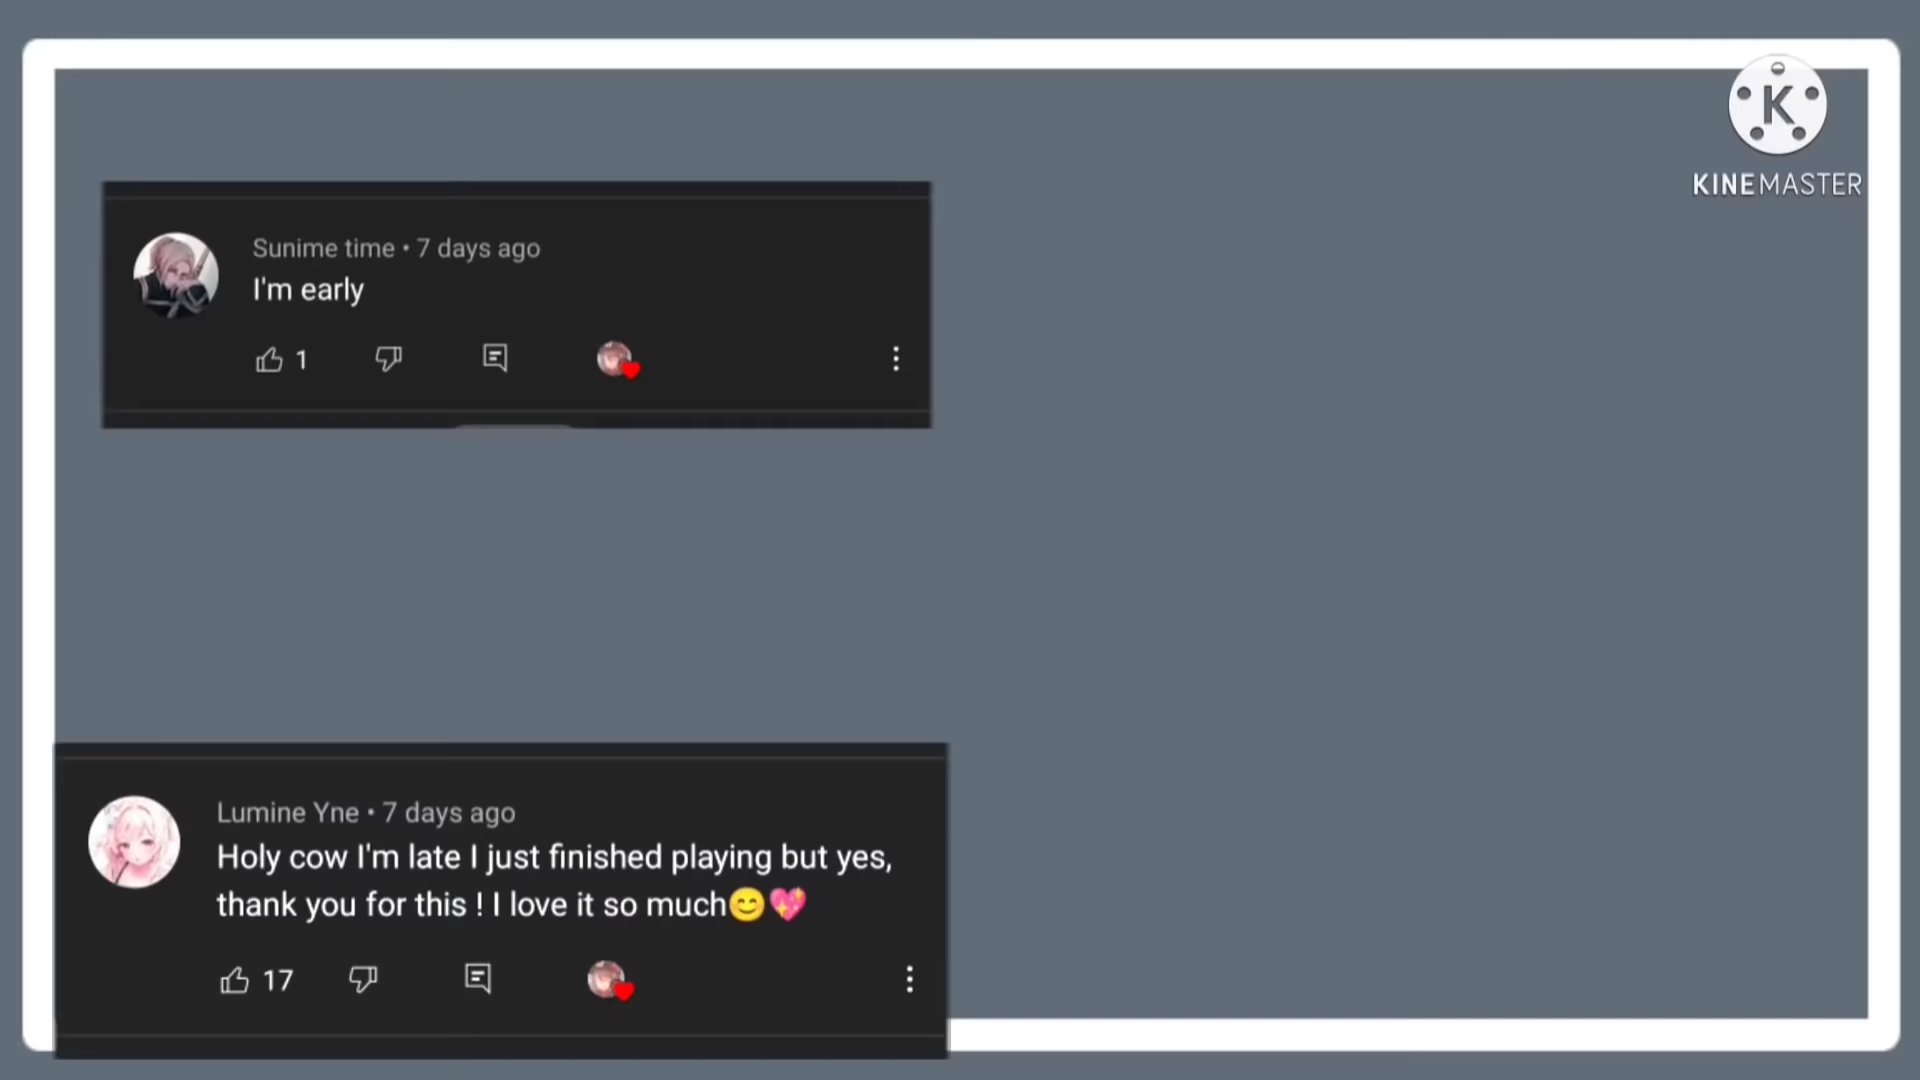 K
KINEMASTER
Sunime time • 7 days ago
I'm early
1
Lumine Yne • 7 days ago
Holy cow I'm late I just finished playing but yes,
thank you for this ! I love it so much😊💖
17